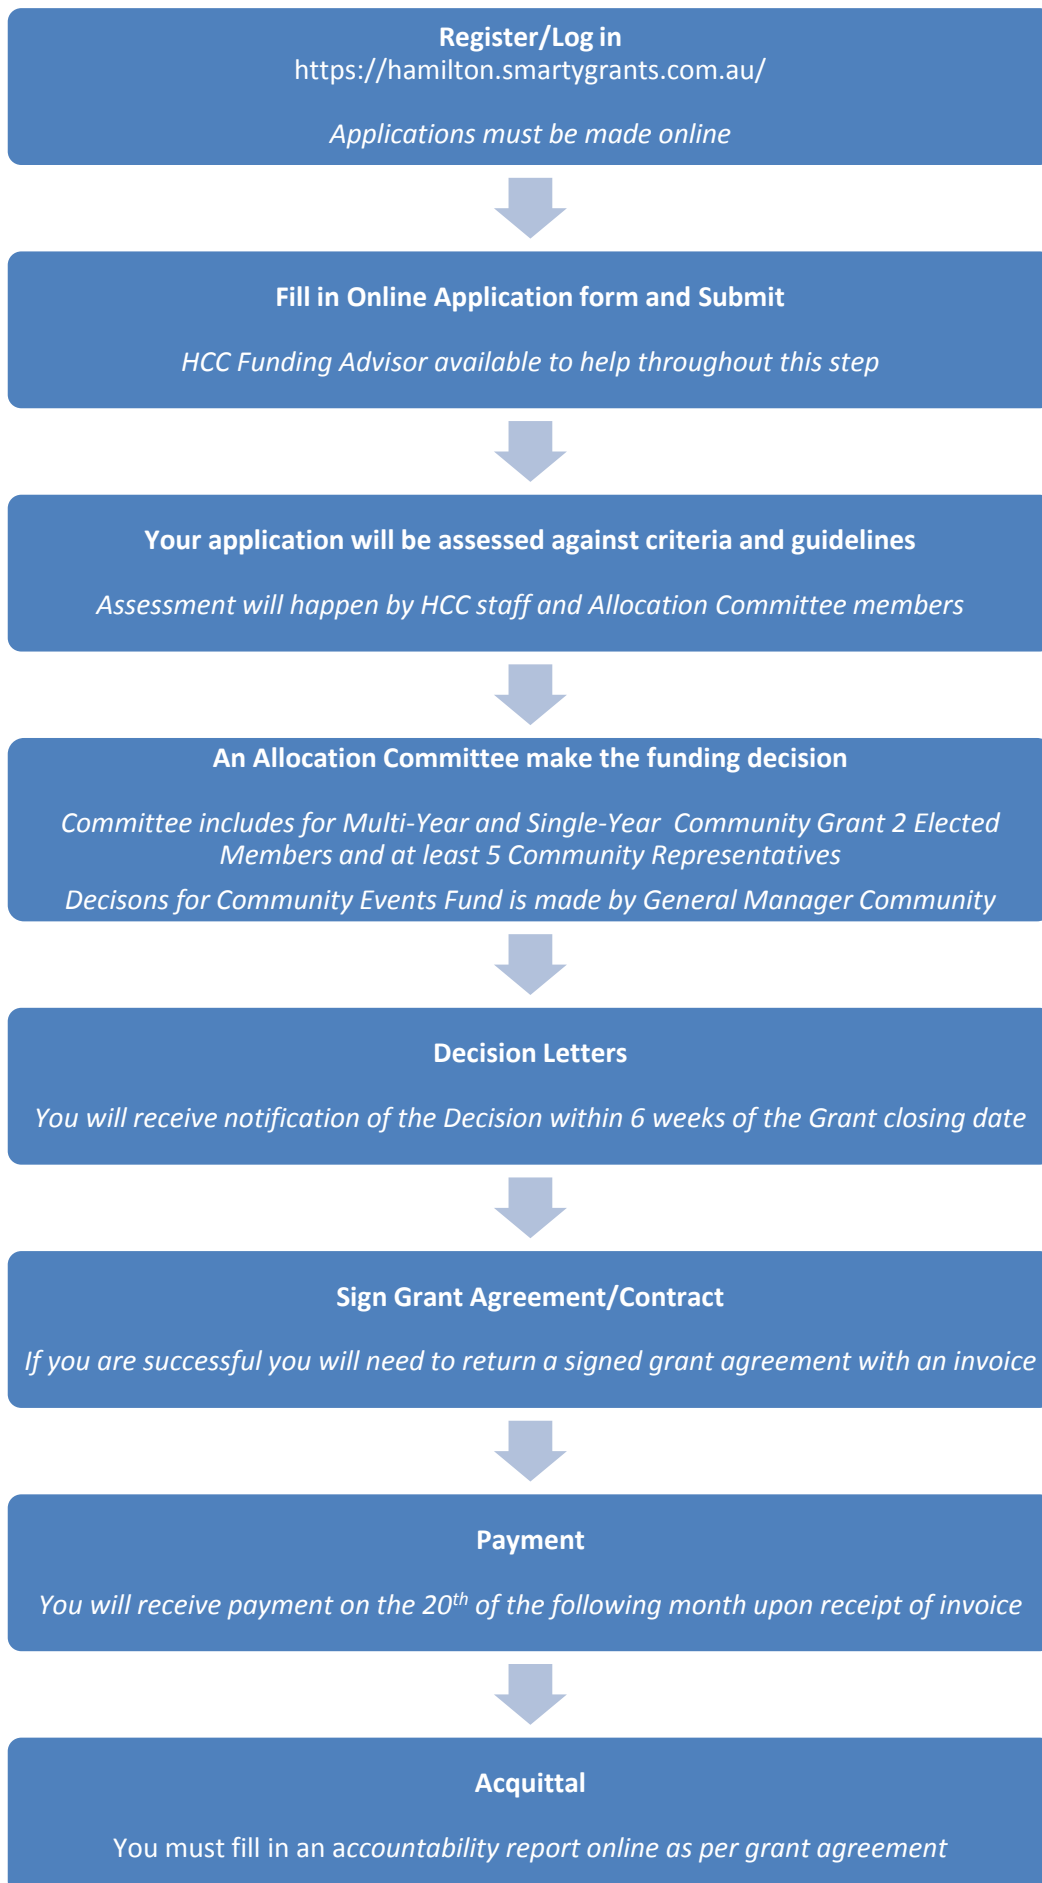 Register/Log in
https://hamilton.smartygrants.com.au/
Applications must be made online
Fill in Online Application form and Submit
HCC Funding Advisor available to help throughout this step
Your application will be assessed against criteria and guidelines
Assessment will happen by HCC staff and Allocation Committee members
An Allocation Committee make the funding decision
Committee includes for Multi-Year and Single-Year  Community Grant 2 Elected
Members and at least 5 Community Representatives
Decisons for Community Events Fund is made by General Manager Community
Decision Letters
You will receive notification of the Decision within 6 weeks of the Grant closing date
Sign Grant Agreement/Contract
If you are successful you will need to return a signed grant agreement with an invoice
Payment
You will receive payment on the 20th of the following month upon receipt of invoice
Acquittal
You must fill in an accountability report online as per grant agreement